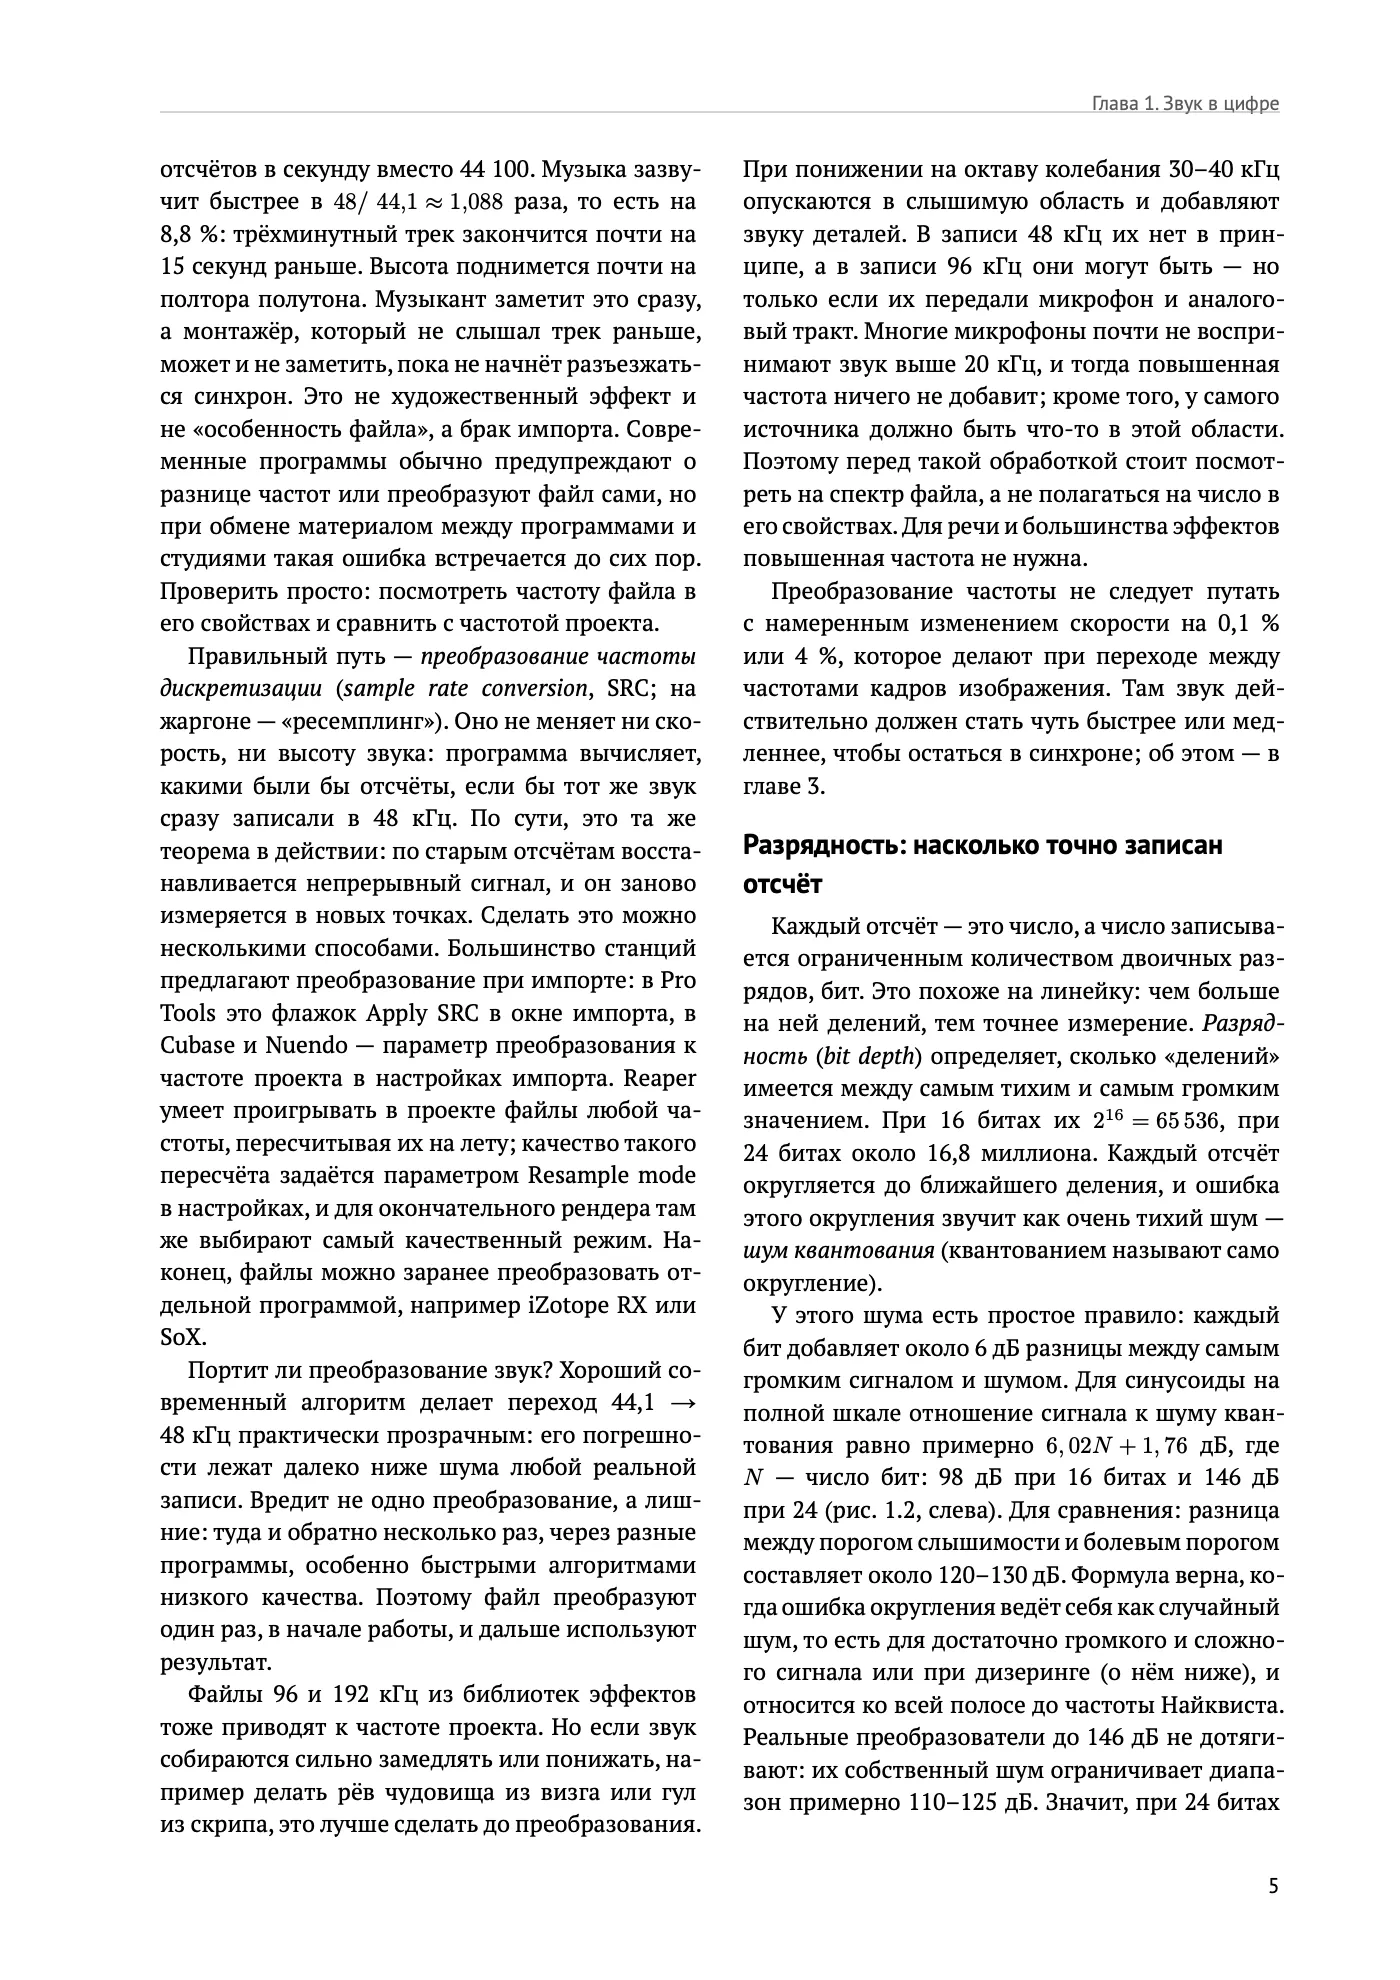 Глава 1. Звук в цифре
отсчётов в секунду вместо 44 100. Музыка зазву-
чит быстрее в 48/ 44,1 ≈ 1,088 раза, то есть на
8,8 %: трёхминутный трек закончится почти на
15 секунд раньше. Высота поднимется почти на
полтора полутона. Музыкант заметит это сразу,
а монтажёр, который не слышал трек раньше,
может и не заметить, пока не начнёт разъезжать-
ся синхрон. Это не художественный эффект и
не «особенность файла», а брак импорта. Совре-
менные программы обычно предупреждают о
разнице частот или преобразуют файл сами, но
при обмене материалом между программами и
студиями такая ошибка встречается до сих пор.
Проверить просто: посмотреть частоту файла в
его свойствах и сравнить с частотой проекта.
Правильный путь — преобразование частоты
дискретизации (sample rate conversion, SRC; на
жаргоне — «ресемплинг»). Оно не меняет ни ско-
рость, ни высоту звука: программа вычисляет,
какими были бы отсчёты, если бы тот же звук
сразу записали в 48 кГц. По сути, это та же
теорема в действии: по старым отсчётам восста-
навливается непрерывный сигнал, и он заново
измеряется в новых точках. Сделать это можно
несколькими способами. Большинство станций
предлагают преобразование при импорте: в Pro
Tools это флажок Apply SRC в окне импорта, в
Cubase и Nuendo — параметр преобразования к
частоте проекта в настройках импорта. Reaper
умеет проигрывать в проекте файлы любой ча-
стоты, пересчитывая их на лету; качество такого
пересчёта задаётся параметром Resample mode
в настройках, и для окончательного рендера там
же выбирают самый качественный режим. На-
конец, файлы можно заранее преобразовать от-
дельной программой, например iZotope RX или
SoX.
Портит ли преобразование звук? Хороший со-
временный алгоритм делает переход 44,1 →
48 кГц практически прозрачным: его погрешно-
сти лежат далеко ниже шума любой реальной
записи. Вредит не одно преобразование, а лиш-
ние: туда и обратно несколько раз, через разные
программы, особенно быстрыми алгоритмами
низкого качества. Поэтому файл преобразуют
один раз, в начале работы, и дальше используют
результат.
Файлы 96 и 192 кГц из библиотек эффектов
тоже приводят к частоте проекта. Но если звук
собираются сильно замедлять или понижать, на-
пример делать рёв чудовища из визга или гул
из скрипа, это лучше сделать до преобразования.
При понижении на октаву колебания 30–40 кГц
опускаются в слышимую область и добавляют
звуку деталей. В записи 48 кГц их нет в прин-
ципе, а в записи 96 кГц они могут быть — но
только если их передали микрофон и аналого-
вый тракт. Многие микрофоны почти не воспри-
нимают звук выше 20 кГц, и тогда повышенная
частота ничего не добавит; кроме того, у самого
источника должно быть что-то в этой области.
Поэтому перед такой обработкой стоит посмот-
реть на спектр файла, а не полагаться на число в
его свойствах. Для речи и большинства эффектов
повышенная частота не нужна.
Преобразование частоты не следует путать
с намеренным изменением скорости на 0,1 %
или 4 %, которое делают при переходе между
частотами кадров изображения. Там звук дей-
ствительно должен стать чуть быстрее или мед-
леннее, чтобы остаться в синхроне; об этом — в
главе 3.
Разрядность: насколько точно записан
отсчёт
Каждый отсчёт — это число, а число записыва-
ется ограниченным количеством двоичных раз-
рядов, бит. Это похоже на линейку: чем больше
на ней делений, тем точнее измерение. Разряд-
ность (bit depth) определяет, сколько «делений»
имеется между самым тихим и самым громким
значением. При 16 битах их 2¹⁶ = 65 536, при
24 битах около 16,8 миллиона. Каждый отсчёт
округляется до ближайшего деления, и ошибка
этого округления звучит как очень тихий шум —
шум квантования (квантованием называют само
округление).
У этого шума есть простое правило: каждый
бит добавляет около 6 дБ разницы между самым
громким сигналом и шумом. Для синусоиды на
полной шкале отношение сигнала к шуму кван-
тования равно примерно 6, 02N + 1, 76 дБ, где
N — число бит: 98 дБ при 16 битах и 146 дБ
при 24 (рис. 1.2, слева). Для сравнения: разница
между порогом слышимости и болевым порогом
составляет около 120–130 дБ. Формула верна, ко-
гда ошибка округления ведёт себя как случайный
шум, то есть для достаточно громкого и сложно-
го сигнала или при дизеринге (о нём ниже), и
относится ко всей полосе до частоты Найквиста.
Реальные преобразователи до 146 дБ не дотяги-
вают: их собственный шум ограничивает диапа-
зон примерно 110–125 дБ. Значит, при 24 битах
5